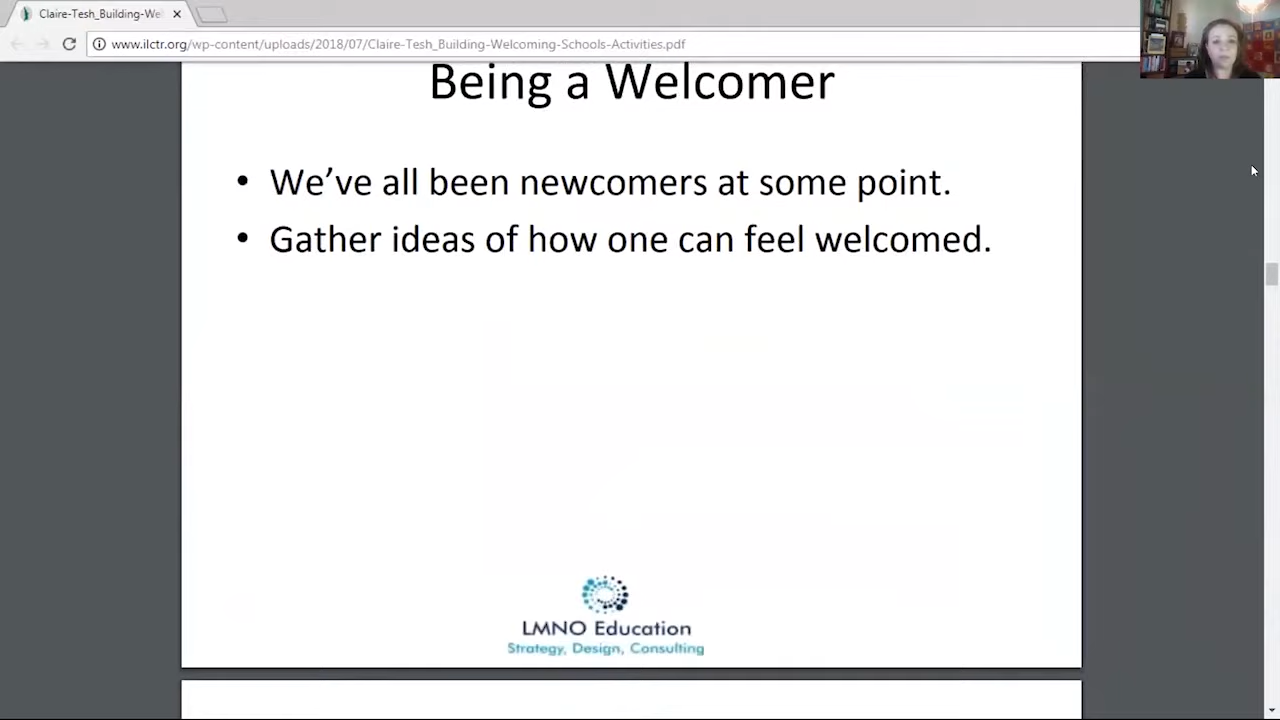 Claire-Tesh_Building-We
www.ilctr.org/wp-content/uploads/2018/07/Claire-Tesh_Building-Welcoming-Schools-Activities.pdf
Being a Welcomer
• We’ve all been newcomers at some point.
• Gather ideas of how one can feel welcomed.
LMNO Education
Strategy, Design, Consulting